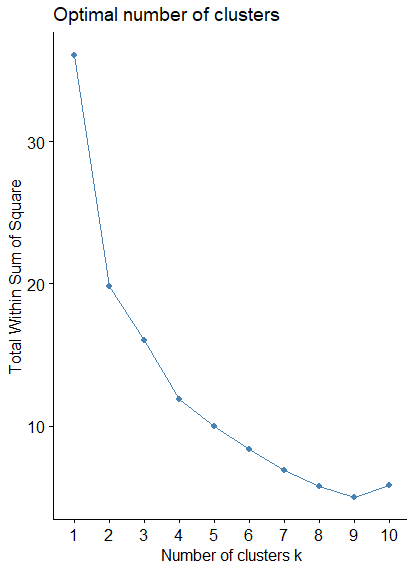 Optimal number of clusters
Total Within Sum of Square
30
20
10
1 2 3 4 5 6 7 8 9 10
Number of clusters k